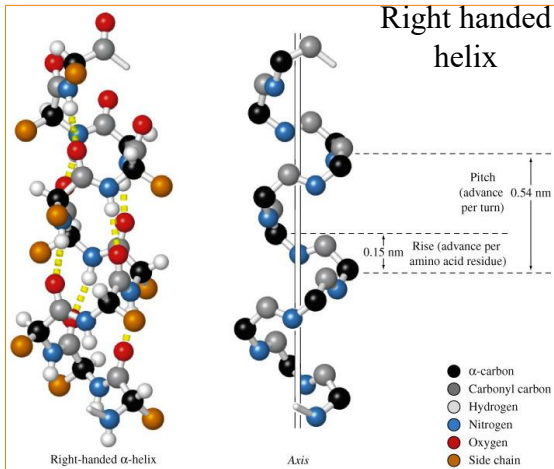 Right handed
helix
Pitch
(advance
per turn)
0.54 nm
0.15 nm
Rise (advance per
amino acid residue)
α-carbon
Carbonyl carbon
Hydrogen
Nitrogen
Oxygen
Side chain
Right-handed α-helix
Axis